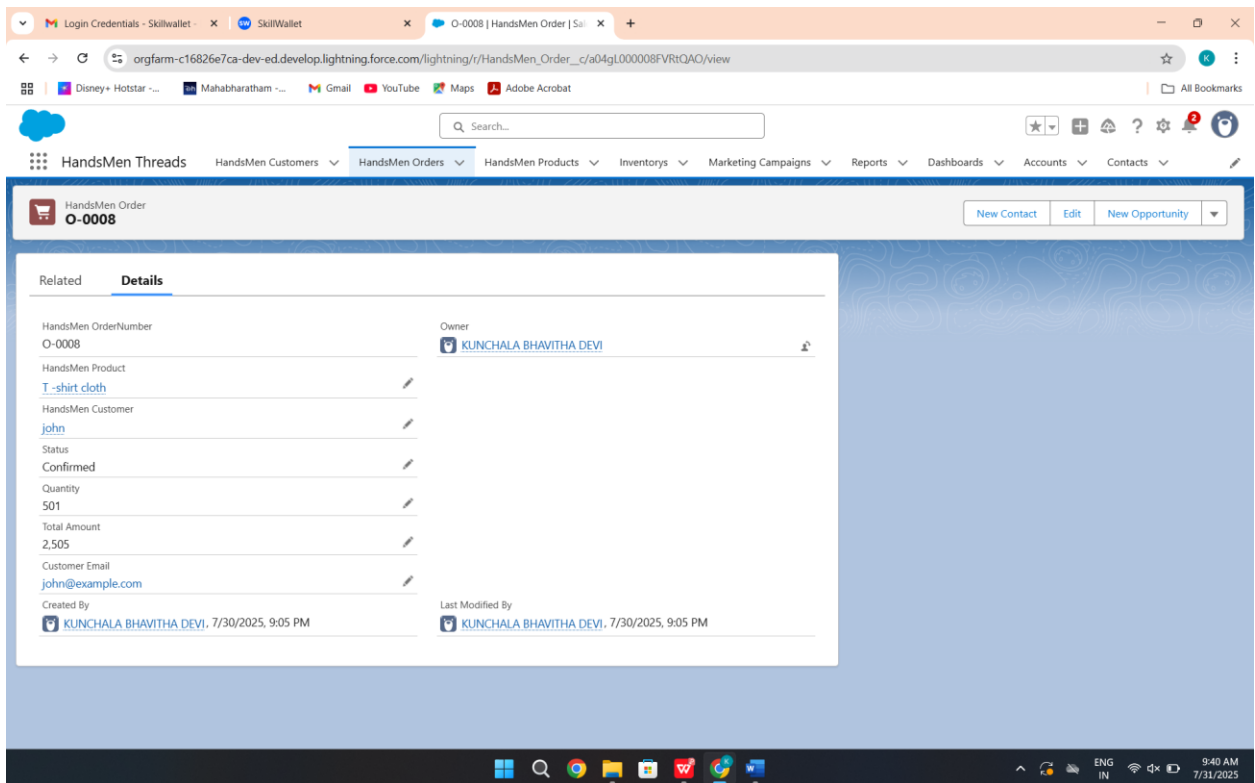 Login Credentials - Skillwallet -
SkillWallet
O-0008 | HandsMen Order | Sal
orgfarm-c16826e7ca-dev-ed.develop.lightning.force.com/lightning/r/HandsMen_Order__c/a04gL000008FVRtQAO/view
K
Disney+ Hotstar -...
Mahabharatham -...
Gmail
YouTube
Maps
Adobe Acrobat
All Bookmarks
Search...
2
HandsMen Threads
HandsMen Customers
HandsMen Orders
HandsMen Products
Inventorys
Marketing Campaigns
Reports
Dashboards
Accounts
Contacts
HandsMen Order
O-0008
New Contact
Edit
New Opportunity
Related
Details
HandsMen OrderNumber
O-0008
Owner
KUNCHALA BHAVITHA DEVI
HandsMen Product
T -shirt cloth
HandsMen Customer
john
Status
Confirmed
Quantity
501
Total Amount
2,505
Customer Email
john@example.com
Created By
KUNCHALA BHAVITHA DEVI, 7/30/2025, 9:05 PM
Last Modified By
KUNCHALA BHAVITHA DEVI, 7/30/2025, 9:05 PM
ENG
IN
9:40 AM
7/31/2025